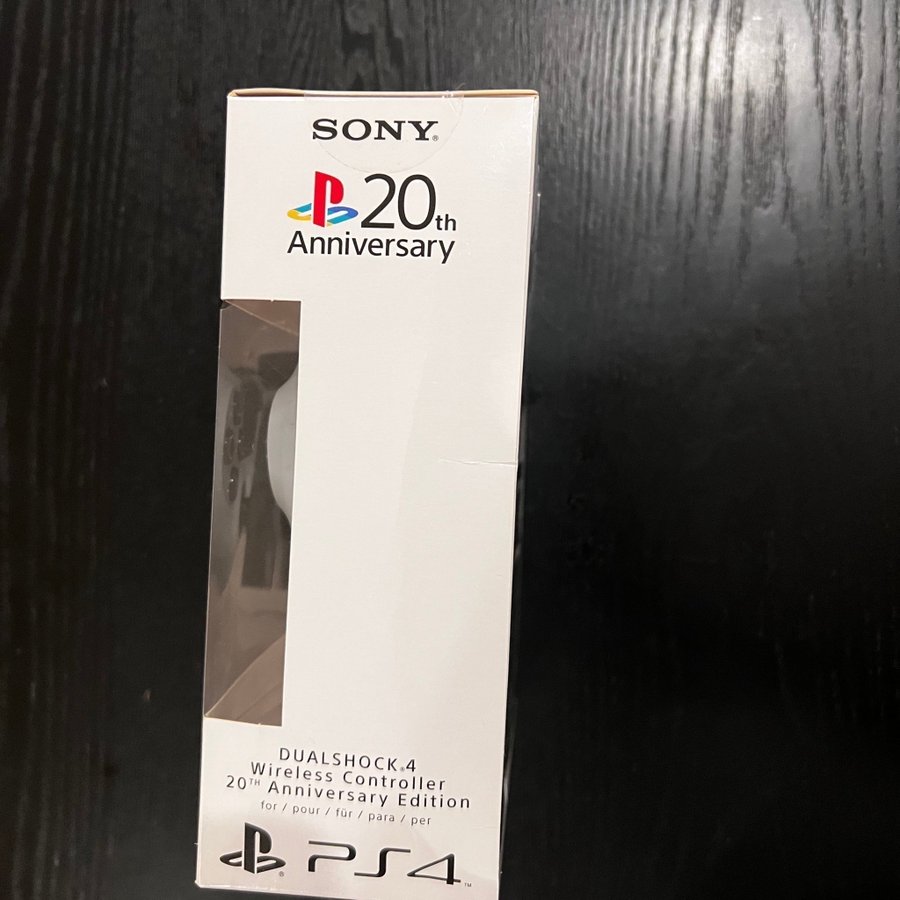 SONY®
20th
Anniversary
DUALSHOCK®4
Wireless Controller
20TH Anniversary Edition
for / pour / für / para / per
PS4™